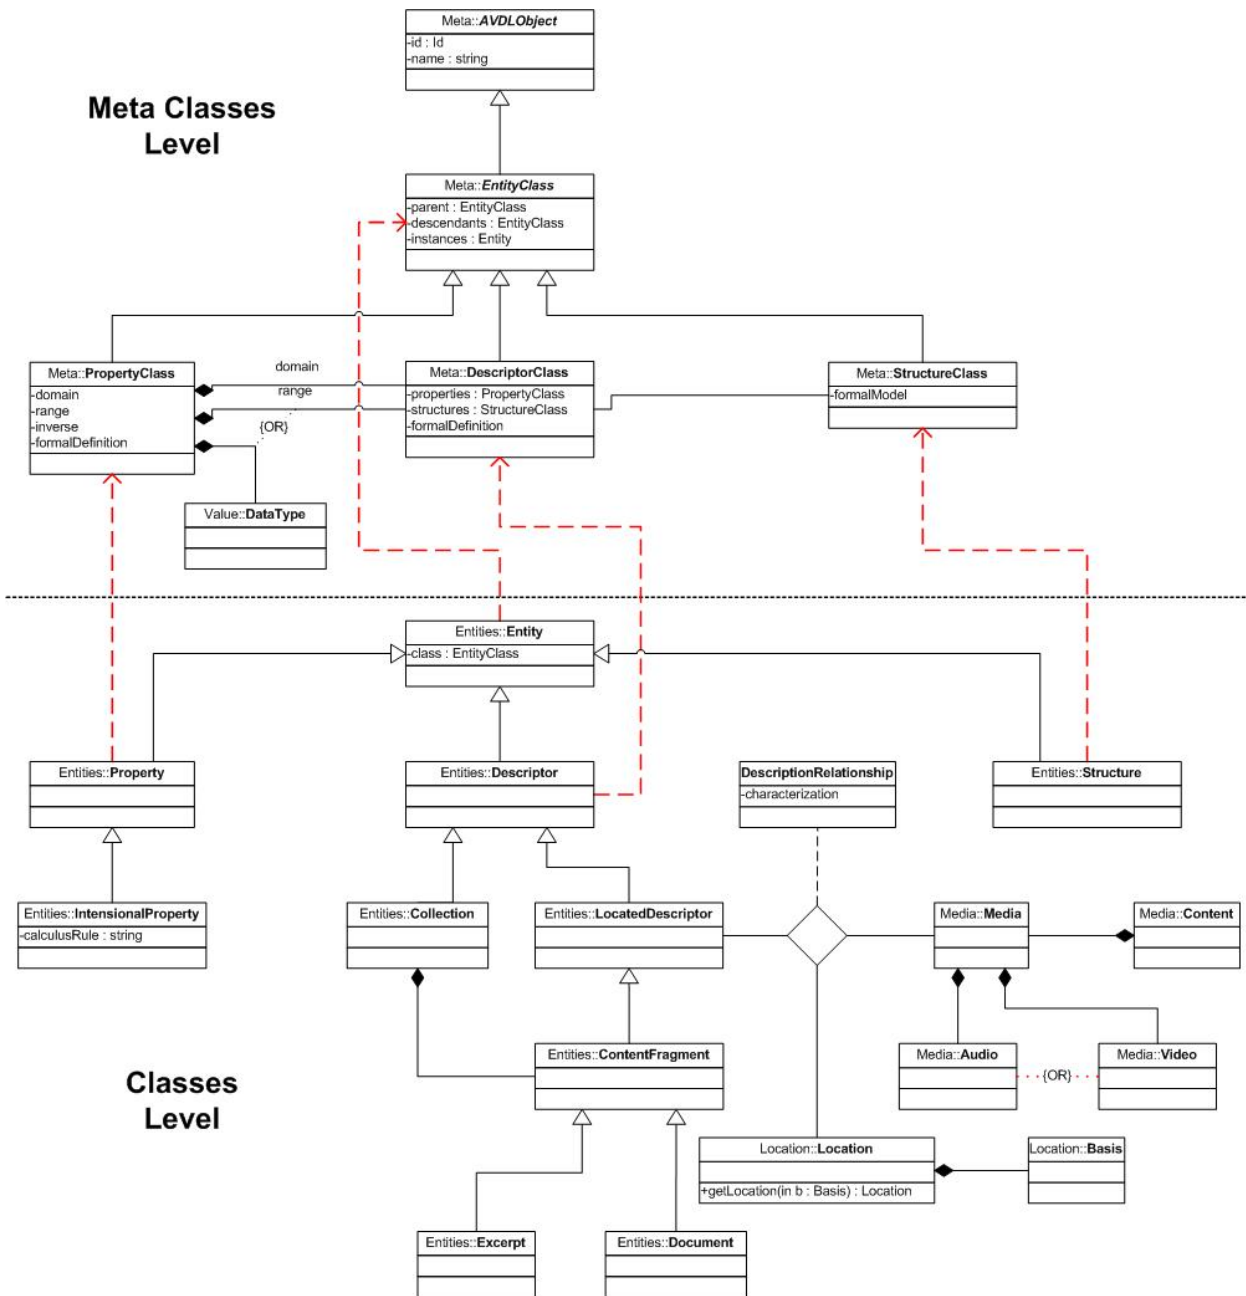 Meta::AVDLObject
-id : Id
-name : string
Meta Classes
Level
Meta::EntityClass
-parent : EntityClass
-descendants : EntityClass
-instances : Entity
Meta::PropertyClass
-domain
-range
-inverse
-formalDefinition
domain
range
{OR}
Meta::DescriptorClass
-properties : PropertyClass
-structures : StructureClass
-formalDefinition
Meta::StructureClass
-formalModel
Value::DataType
Entities::Entity
-class : EntityClass
Entities::Property
Entities::Descriptor
DescriptionRelationship
-characterization
Entities::Structure
Entities::IntensionalProperty
-calculusRule : string
Entities::Collection
Entities::LocatedDescriptor
Media::Media
Media::Content
Entities::ContentFragment
Media::Audio
{OR}
Media::Video
Classes
Level
Location::Location
+getLocation(in b : Basis) : Location
Location::Basis
Entities::Excerpt
Entities::Document